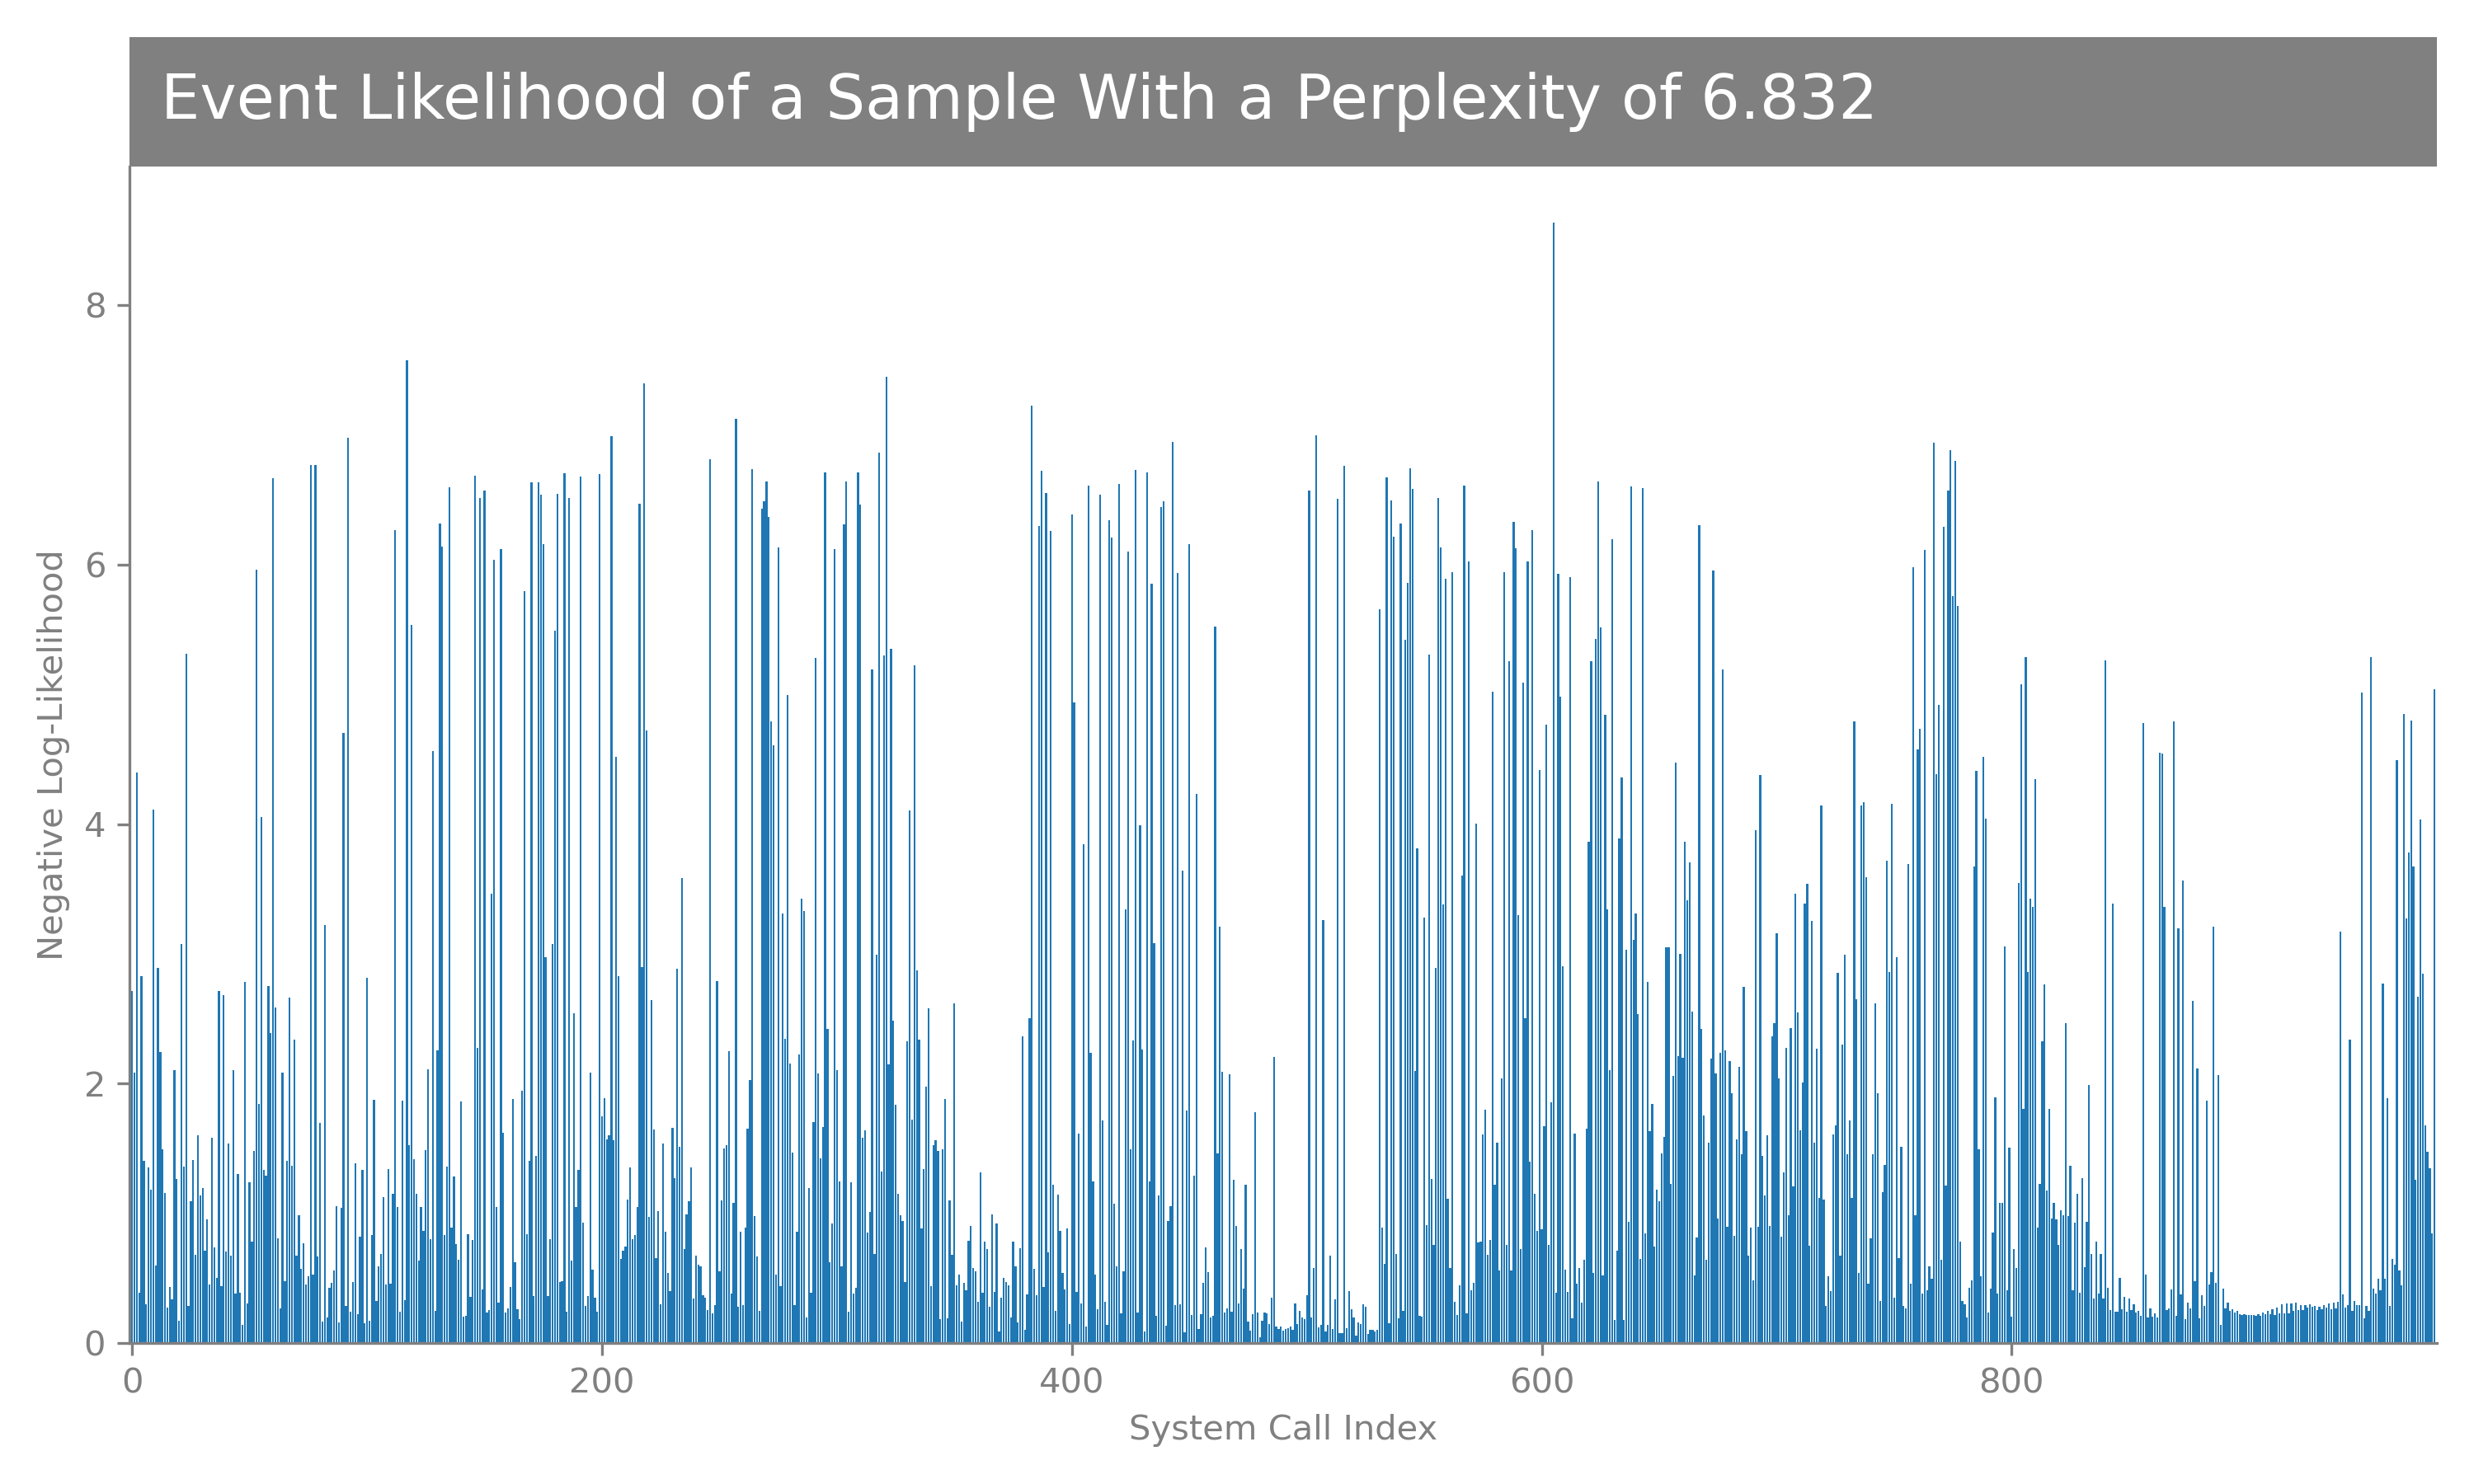 Event Likelihood of a Sample With a Perplexity of 6.832
8
6
4
2
0
Negative Log-Likelihood
0 200 400 600 800
System Call Index